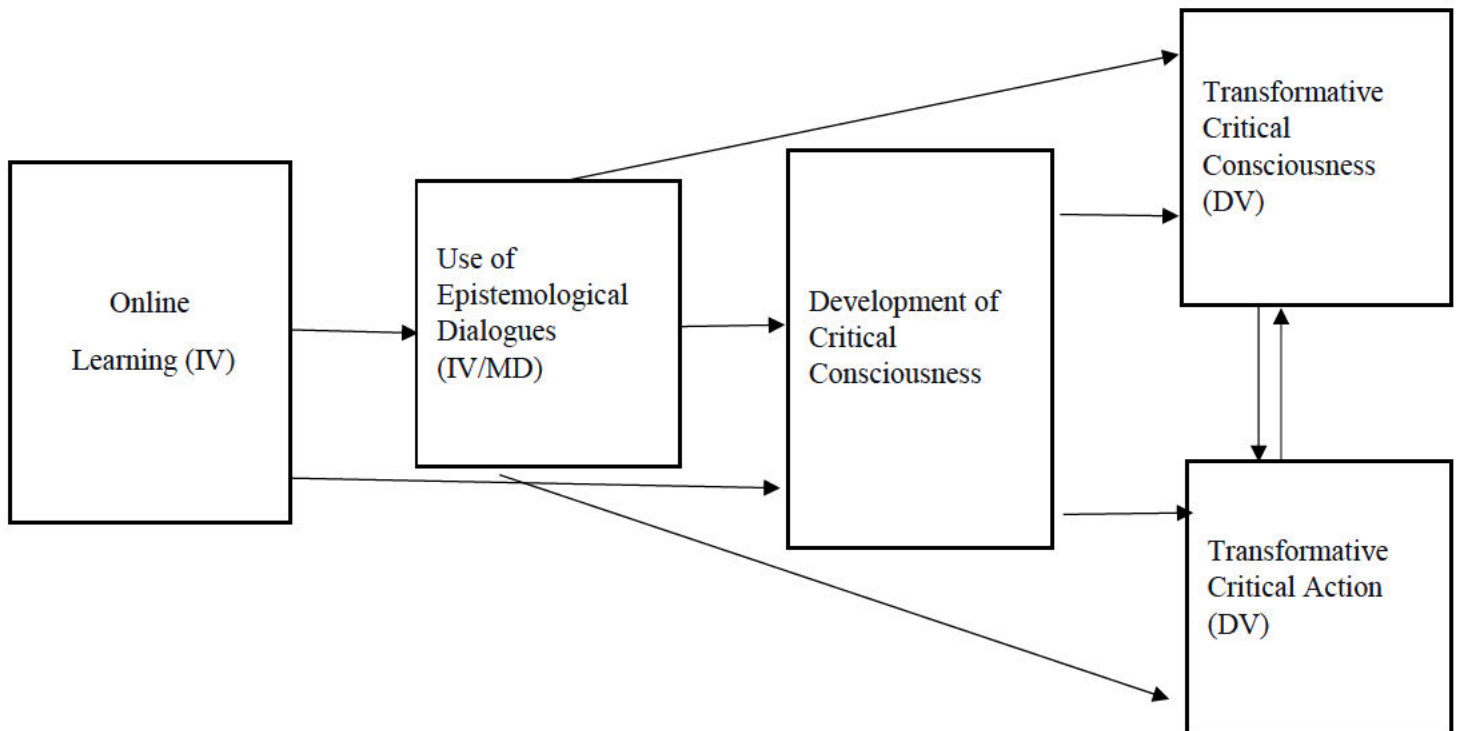 Online
Learning (IV)
Use of
Epistemological
Dialogues
(IV/MD)
Development of
Critical
Consciousness
Transformative
Critical
Consciousness
(DV)
Transformative
Critical Action
(DV)